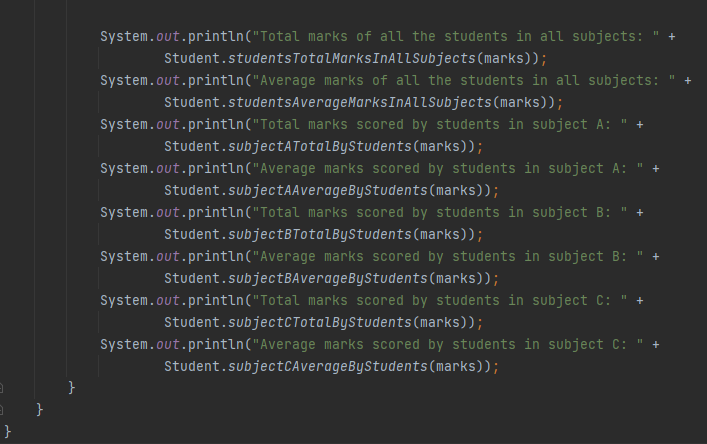 System.out.println("Total marks of all the students in all subjects: " +
Student.studentsTotalMarksInAllSubjects(marks));
System.out.println("Average marks of all the students in all subjects: " +
Student.studentsAverageMarksInAllSubjects(marks));
System.out.println("Total marks scored by students in subject A: " +
Student.subjectATotalByStudents(marks));
System.out.println("Average marks scored by students in subject A: " +
Student.subjectAAverageByStudents(marks));
System.out.println("Total marks scored by students in subject B: " +
Student.subjectBTotalByStudents(marks));
System.out.println("Average marks scored by students in subject B: " +
Student.subjectBAverageByStudents(marks));
System.out.println("Total marks scored by students in subject C: " +
Student.subjectCTotalByStudents(marks));
System.out.println("Average marks scored by students in subject C: " +
Student.subjectCAverageByStudents(marks));
}
}
}